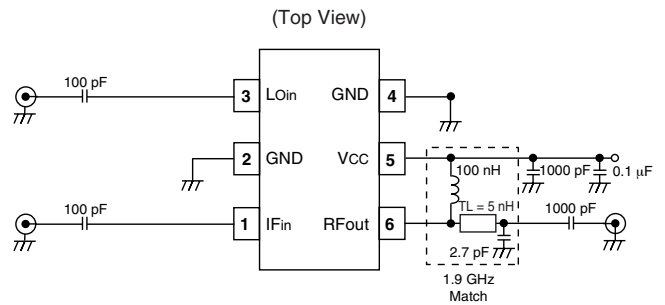 (Top View)
100 pF
3 LOin GND 4
2 GND VCC 5
100 nH
1000 pF
0.1 µF
100 pF
1 IFin RFout 6
TL = 5 nH
1000 pF
2.7 pF
1.9 GHz
Match